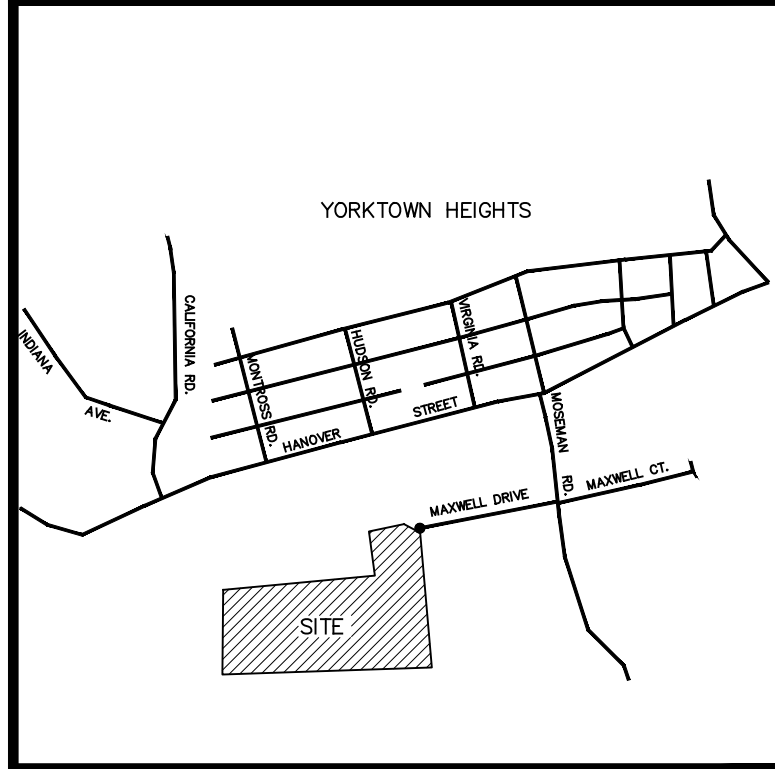 YORKTOWN HEIGHTS
INDIANA
AVE.
CALIFORNIA RD.
MONTROSS RD.
HUDSON RD.
VIRGINIA RD.
HANOVER STREET
MOSEMAN RD.
MAXWELL DRIVE
MAXWELL CT.
SITE